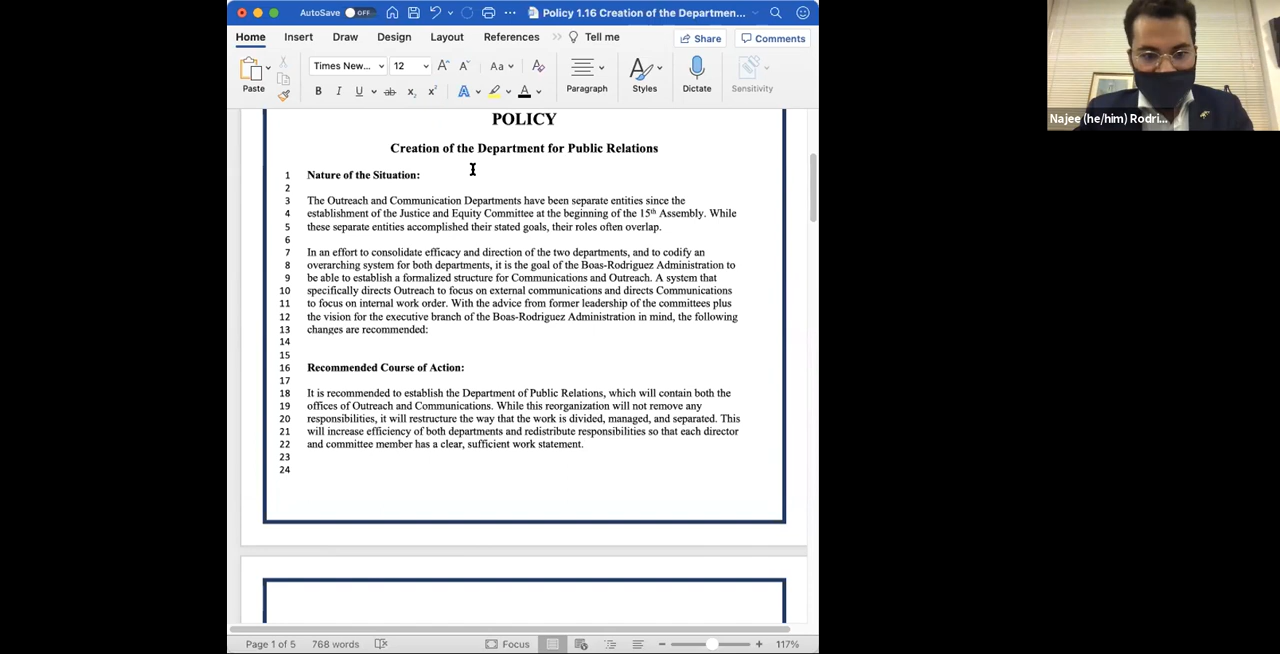 AutoSave OFF
Policy 1.16 Creation of the Departmen...
Home Insert Draw Design Layout References Tell me Share Comments
Paste
Times New... 12
Aa
B I U ab x₂ x²
A A
Paragraph Styles Dictate Sensitivity
POLICY
Creation of the Department for Public Relations
1 Nature of the Situation:
2
3 The Outreach and Communication Departments have been separate entities since the
4 establishment of the Justice and Equity Committee at the beginning of the 15th Assembly. While
5 these separate entities accomplished their stated goals, their roles often overlap.
6
7 In an effort to consolidate efficacy and direction of the two departments, and to codify an
8 overarching system for both departments, it is the goal of the Boas-Rodriguez Administration to
9 be able to establish a formalized structure for Communications and Outreach. A system that
10 specifically directs Outreach to focus on external communications and directs Communications
11 to focus on internal work order. With the advice from former leadership of the committees plus
12 the vision for the executive branch of the Boas-Rodriguez Administration in mind, the following
13 changes are recommended:
14
15
16 Recommended Course of Action:
17
18 It is recommended to establish the Department of Public Relations, which will contain both the
19 offices of Outreach and Communications. While this reorganization will not remove any
20 responsibilities, it will restructure the way that the work is divided, managed, and separated. This
21 will increase efficiency of both departments and redistribute responsibilities so that each director
22 and committee member has a clear, sufficient work statement.
23
24
Page 1 of 5 768 words Focus 117%
Najee (he/him) Rodri...